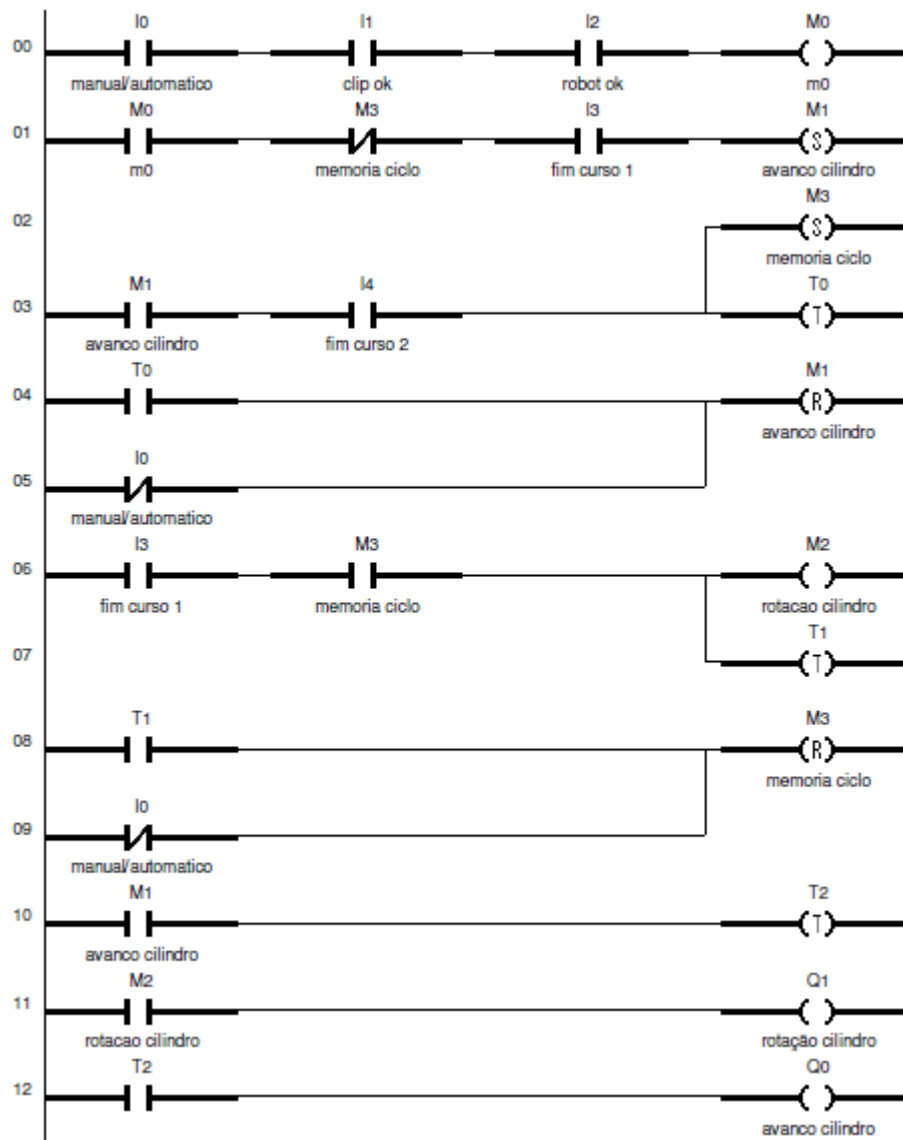 I0 I1 I2 M0
00
manual/automatico clip ok robot ok m0
M0 M3 I3 M1
01 S
m0 memoria ciclo fim curso 1 avanco cilindro
M3
02 S
memoria ciclo
M1 I4 T0
03 T
avanco cilindro fim curso 2
T0 M1
04 R
avanco cilindro
I0
05
manual/automatico
I3 M3 M2
06
fim curso 1 memoria ciclo rotacao cilindro
T1
07 T
T1 M3
08 R
memoria ciclo
I0
09
manual/automatico
M1 T2
10 T
avanco cilindro
M2 Q1
11
rotacao cilindro rotação cilindro
T2 Q0
12
avanco cilindro